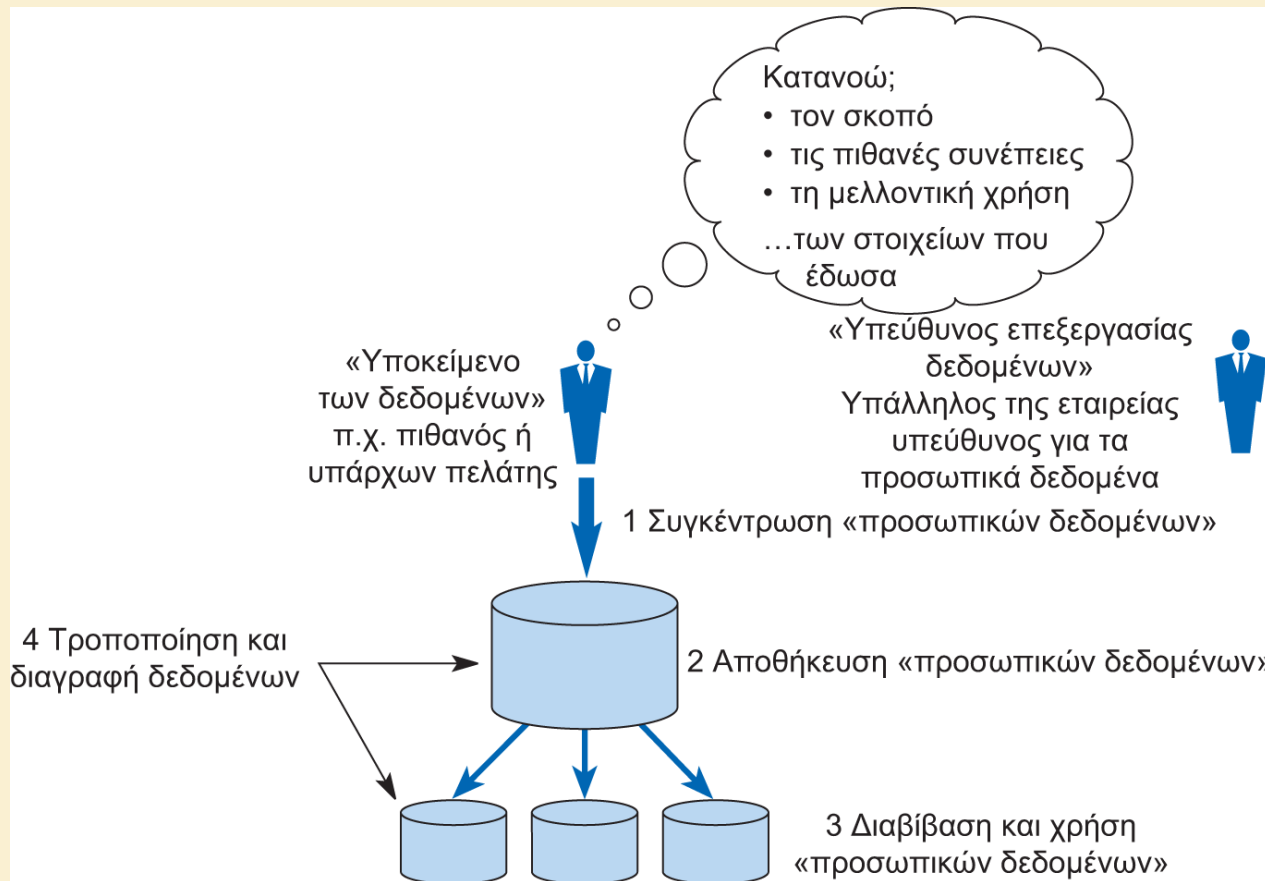 Κατανοώ;
• τον σκοπό
• τις πιθανές συνέπειες
• τη μελλοντική χρήση
…των στοιχείων που
έδωσα
«Υποκείμενο
των δεδομένων»
π.χ. πιθανός ή
υπάρχων πελάτης
«Υπεύθυνος επεξεργασίας
δεδομένων»
Υπάλληλος της εταιρείας
υπεύθυνος για τα
προσωπικά δεδομένα
1 Συγκέντρωση «προσωπικών δεδομένων»
4 Τροποποίηση και
διαγραφή δεδομένων
2 Αποθήκευση «προσωπικών δεδομένων»
3 Διαβίβαση και χρήση
«προσωπικών δεδομένων»